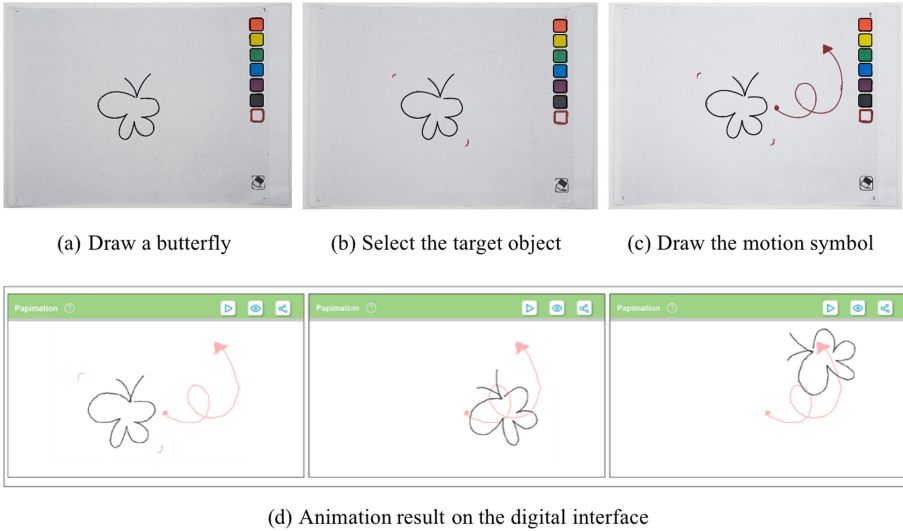 (a) Draw a butterfly
(b) Select the target object
(c) Draw the motion symbol
Papimation ?
Papimation ?
Papimation ?
(d) Animation result on the digital interface